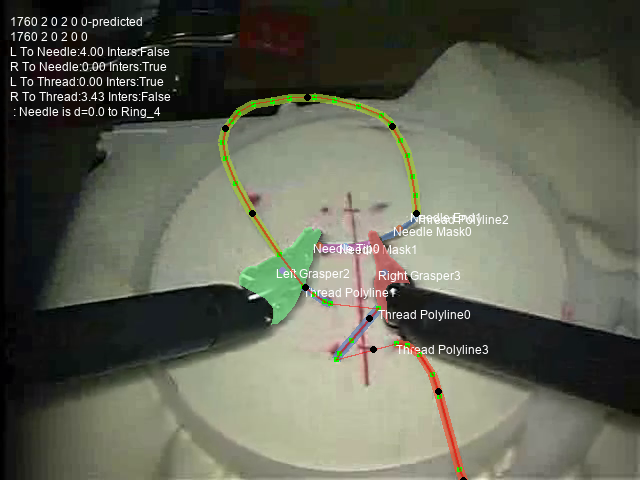 1760 2 0 2 0 0-predicted
1760 2 0 2 0 0
L To Needle:4.00 Inters:False
R To Needle:0.00 Inters:True
L To Thread:0.00 Inters:True
R To Thread:3.43 Inters:False
: Needle is d=0.0 to Ring_4
Thread Polyline2
Needle Mask0
Mask1
Left Grasper2
Right Grasper3
Thread Polyline1
Thread Polyline0
Thread Polyline3